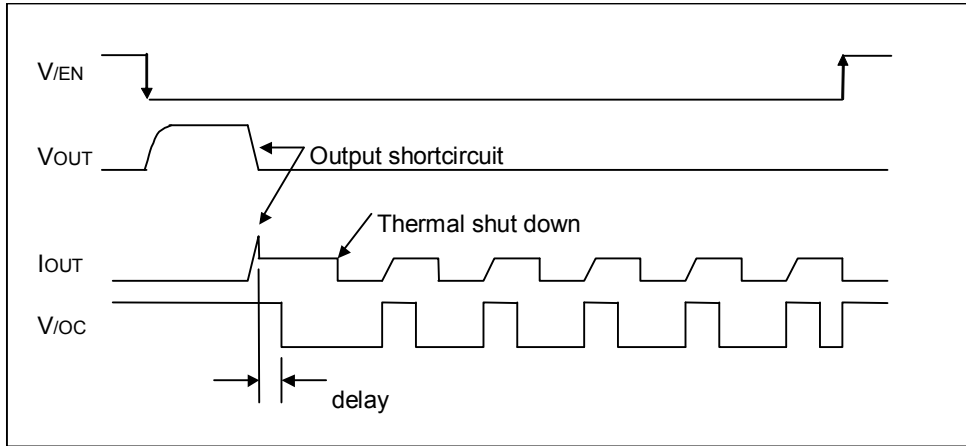 V/EN
VOUT
Output shortcircuit
Thermal shut down
IOUT
V/OC
delay